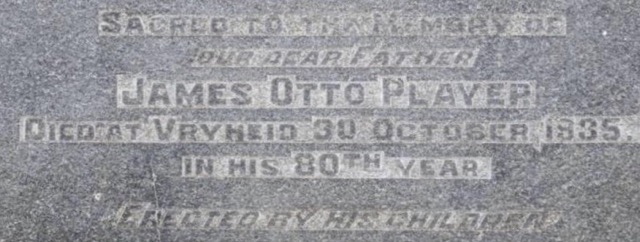 SACRED TO THE MEMORY OF
OUR DEAR FATHER
JAMES OTTO PLAYER
DIED AT VRYHEID 30 OCTOBER, 1935.
IN HIS 80TH YEAR.
ERECTED BY HIS CHILDREN.